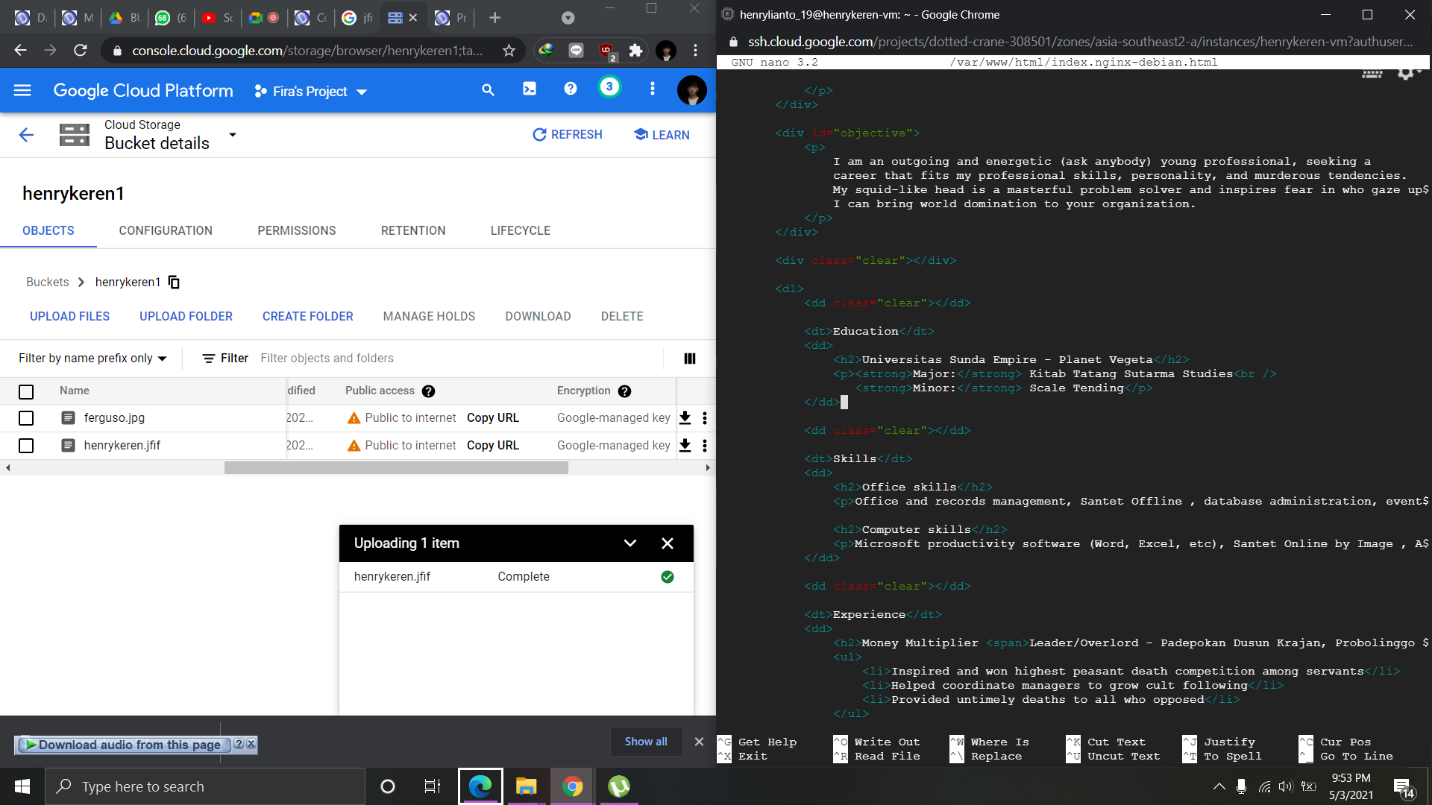 D
M
Bl
(6
Sc
Co
jfi
Pr
console.cloud.google.com/storage/browser/henrykeren1;ta...
2
Google Cloud Platform
Fira's Project
3
Cloud Storage
Bucket details
REFRESH
LEARN
henrykeren1
OBJECTS
CONFIGURATION
PERMISSIONS
RETENTION
LIFECYCLE
Buckets
henrykeren1
UPLOAD FILES
UPLOAD FOLDER
CREATE FOLDER
MANAGE HOLDS
DOWNLOAD
DELETE
Filter by name prefix only
Filter
Filter objects and folders
Name
dified
Public access
Encryption
ferguso.jpg
202...
Public to internet
Copy URL
Google-managed key
henrykeren.jfif
202...
Public to internet
Copy URL
Google-managed key
Uploading 1 item
henrykeren.jfif
Complete
Download audio from this page
Show all
henrylianto_19@henrykeren-vm: ~ - Google Chrome
ssh.cloud.google.com/projects/dotted-crane-308501/zones/asia-southeast2-a/instances/henrykeren-vm?authuser...
GNU nano 3.2 /var/www/html/index.nginx-debian.html
</p>
</div>
<div id="objective">
<p>
I am an outgoing and energetic (ask anybody) young professional, seeking a
career that fits my professional skills, personality, and murderous tendencies.
My squid-like head is a masterful problem solver and inspires fear in who gaze up$
I can bring world domination to your organization.
</p>
</div>
<div class="clear"></div>
<dl>
<dd class="clear"></dd>
<dt>Education</dt>
<dd>
<h2>Universitas Sunda Empire - Planet Vegeta</h2>
<p><strong>Major:</strong> Kitab Tatang Sutarma Studies<br />
<strong>Minor:</strong> Scale Tending</p>
</dd>
<dd class="clear"></dd>
<dt>Skills</dt>
<dd>
<h2>Office skills</h2>
<p>Office and records management, Santet Offline , database administration, event$
<h2>Computer skills</h2>
<p>Microsoft productivity software (Word, Excel, etc), Santet Online by Image , A$
</dd>
<dd class="clear"></dd>
<dt>Experience</dt>
<dd>
<h2>Money Multiplier <span>Leader/Overlord - Padepokan Dusun Krajan, Probolinggo $
<ul>
<li>Inspired and won highest peasant death competition among servants</li>
<li>Helped coordinate managers to grow cult following</li>
<li>Provided untimely deaths to all who opposed</li>
</ul>
^G Get Help ^O Write Out ^W Where Is ^K Cut Text ^J Justify ^C Cur Pos
^X Exit ^R Read File ^\ Replace ^U Uncut Text ^T To Spell ^_ Go To Line
Type here to search
9:53 PM
5/3/2021
14